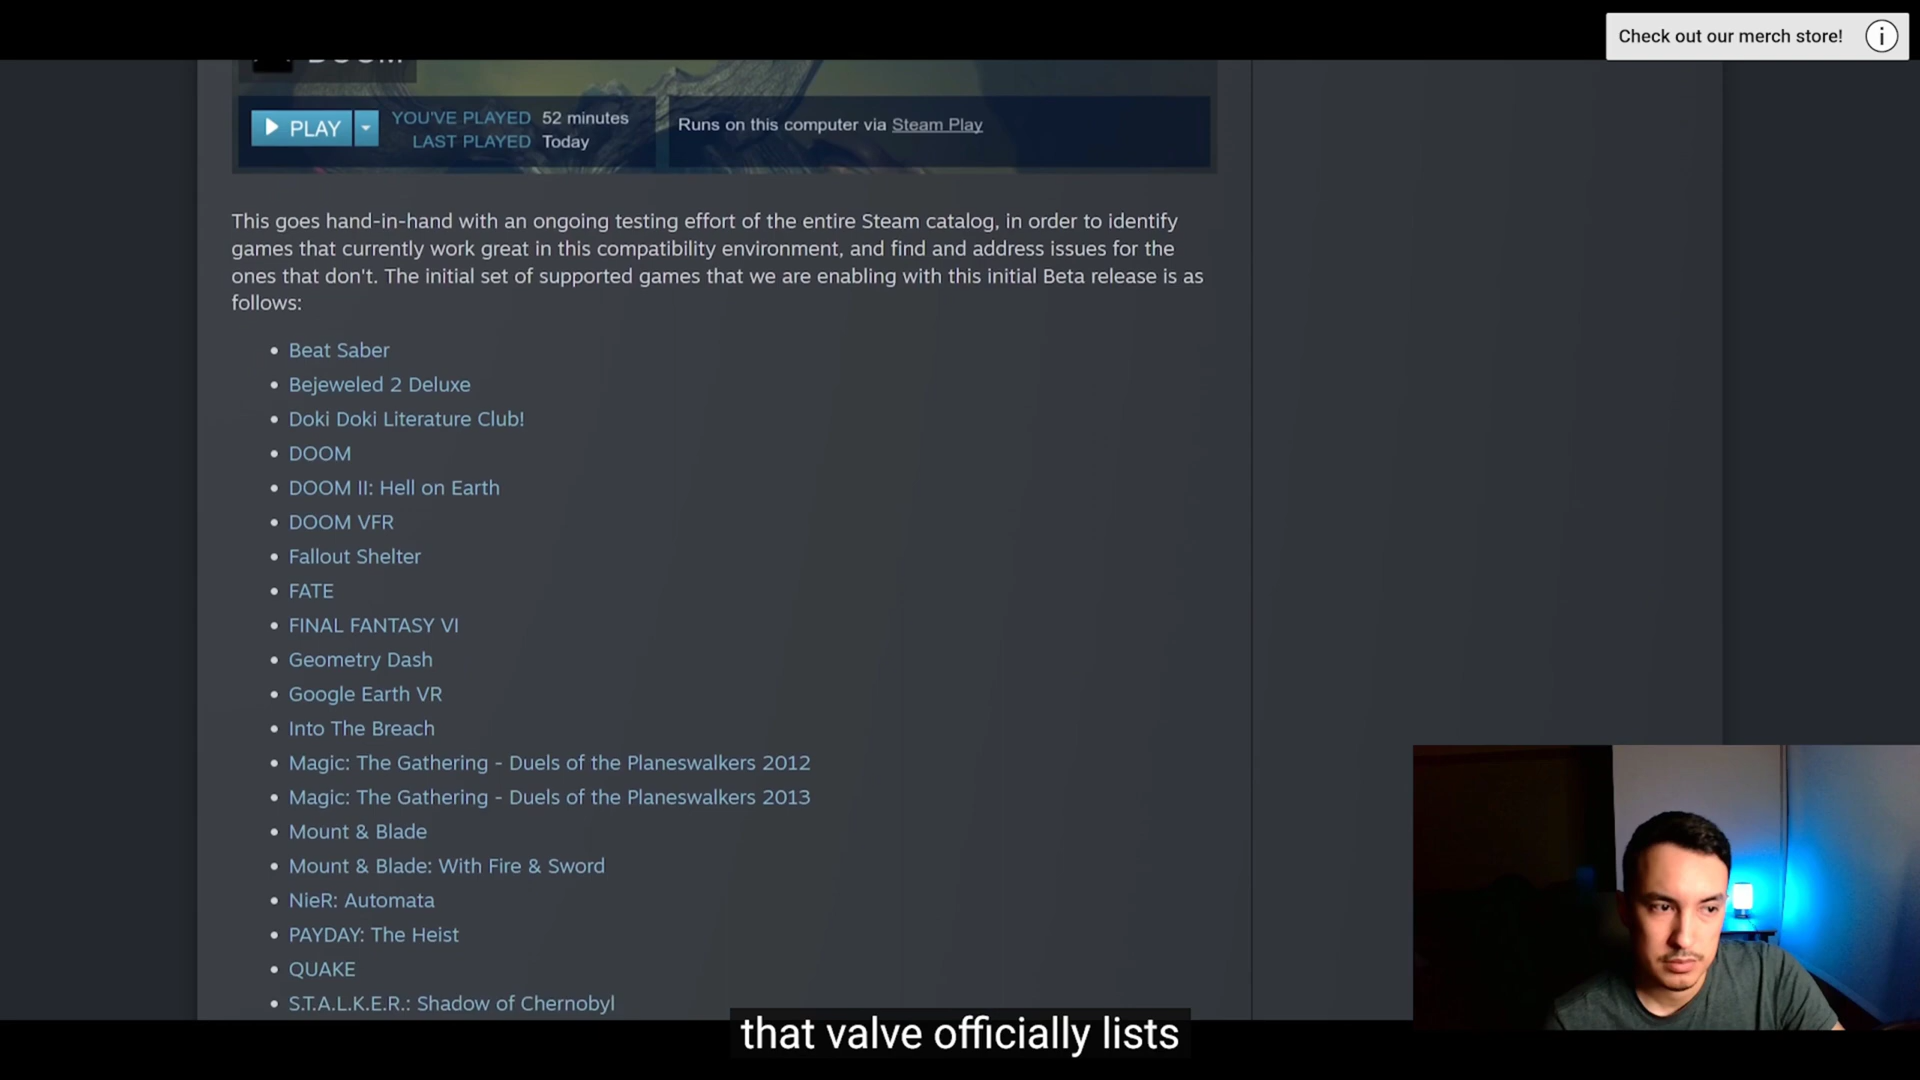 Check out our merch store!
DOOM
PLAY
YOU'VE PLAYED 52 minutes
LAST PLAYED Today
Runs on this computer via Steam Play
This goes hand-in-hand with an ongoing testing effort of the entire Steam catalog, in order to identify
games that currently work great in this compatibility environment, and find and address issues for the
ones that don't. The initial set of supported games that we are enabling with this initial Beta release is as
follows:
• Beat Saber
• Bejeweled 2 Deluxe
• Doki Doki Literature Club!
• DOOM
• DOOM II: Hell on Earth
• DOOM VFR
• Fallout Shelter
• FATE
• FINAL FANTASY VI
• Geometry Dash
• Google Earth VR
• Into The Breach
• Magic: The Gathering - Duels of the Planeswalkers 2012
• Magic: The Gathering - Duels of the Planeswalkers 2013
• Mount & Blade
• Mount & Blade: With Fire & Sword
• NieR: Automata
• PAYDAY: The Heist
• QUAKE
• S.T.A.L.K.E.R.: Shadow of Chernobyl
that valve officially lists